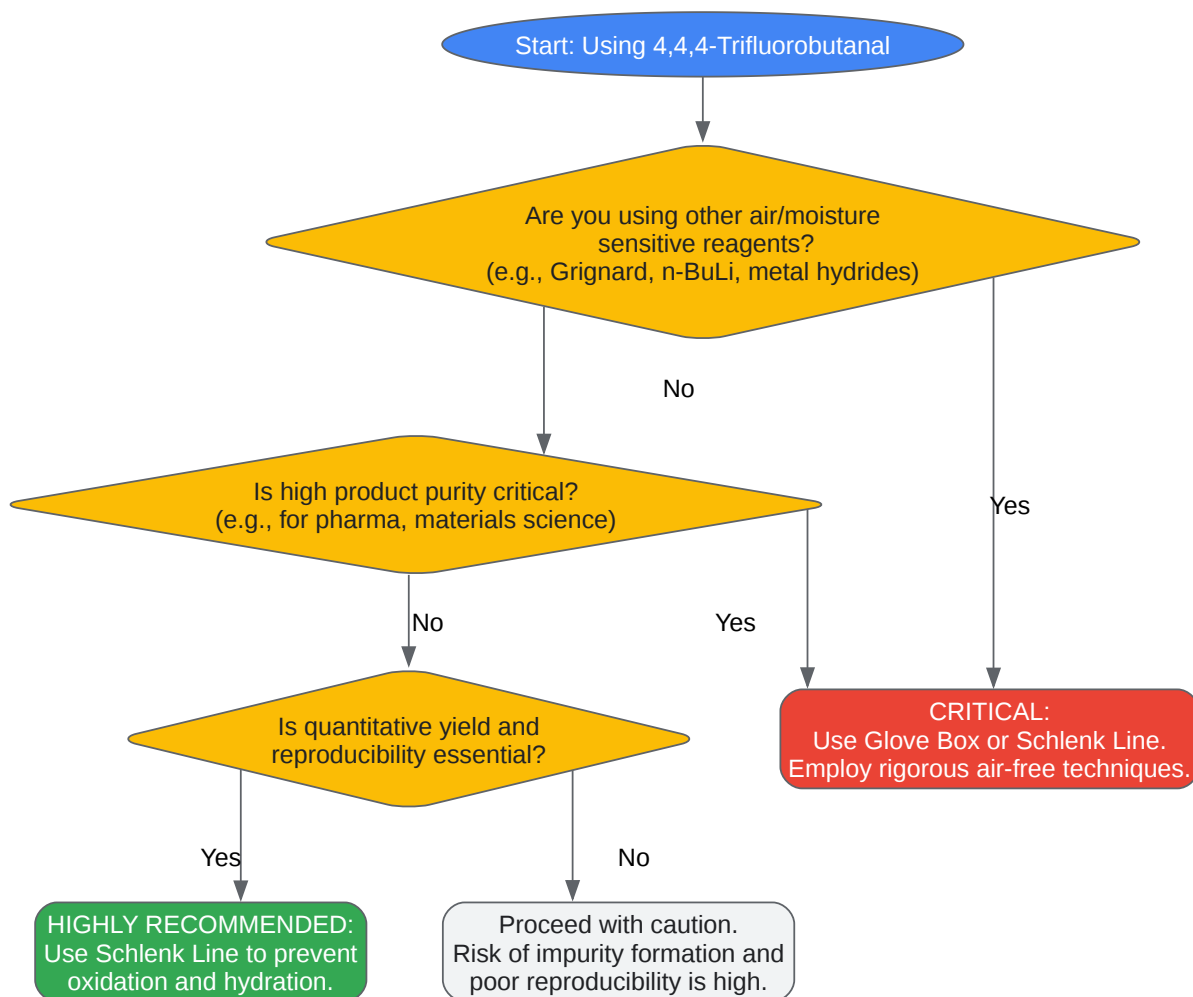 Start: Using 4,4,4-Trifluorobutanal
Are you using other air/moisture
sensitive reagents?
(e.g., Grignard, n-BuLi, metal hydrides)
No
Yes
Is high product purity critical?
(e.g., for pharma, materials science)
No
Yes
Is quantitative yield and
reproducibility essential?
CRITICAL:
Use Glove Box or Schlenk Line.
Employ rigorous air-free techniques.
Yes
No
HIGHLY RECOMMENDED:
Use Schlenk Line to prevent
oxidation and hydration.
Proceed with caution.
Risk of impurity formation and
poor reproducibility is high.